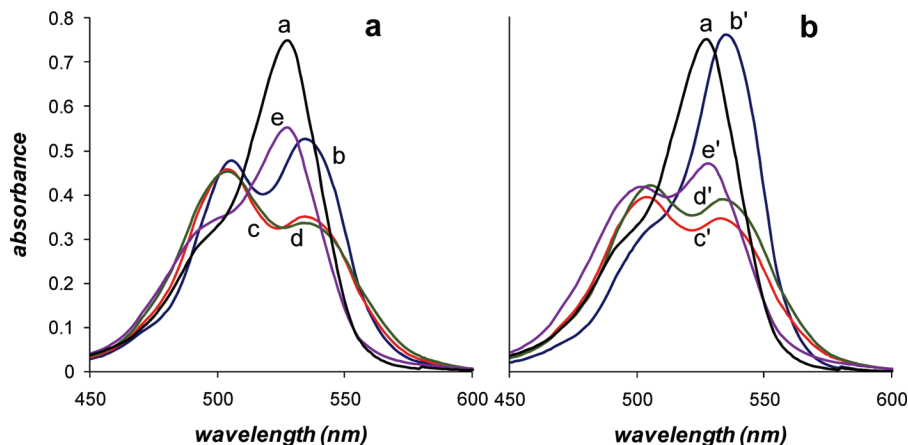 a
a
e
b
c
d
0.8
0.7
0.6
0.5
0.4
0.3
0.2
0.1
0
absorbance
450
500
550
600
wavelength (nm)
b
a
b'
e'
d'
c'
450
500
550
600
wavelength (nm)